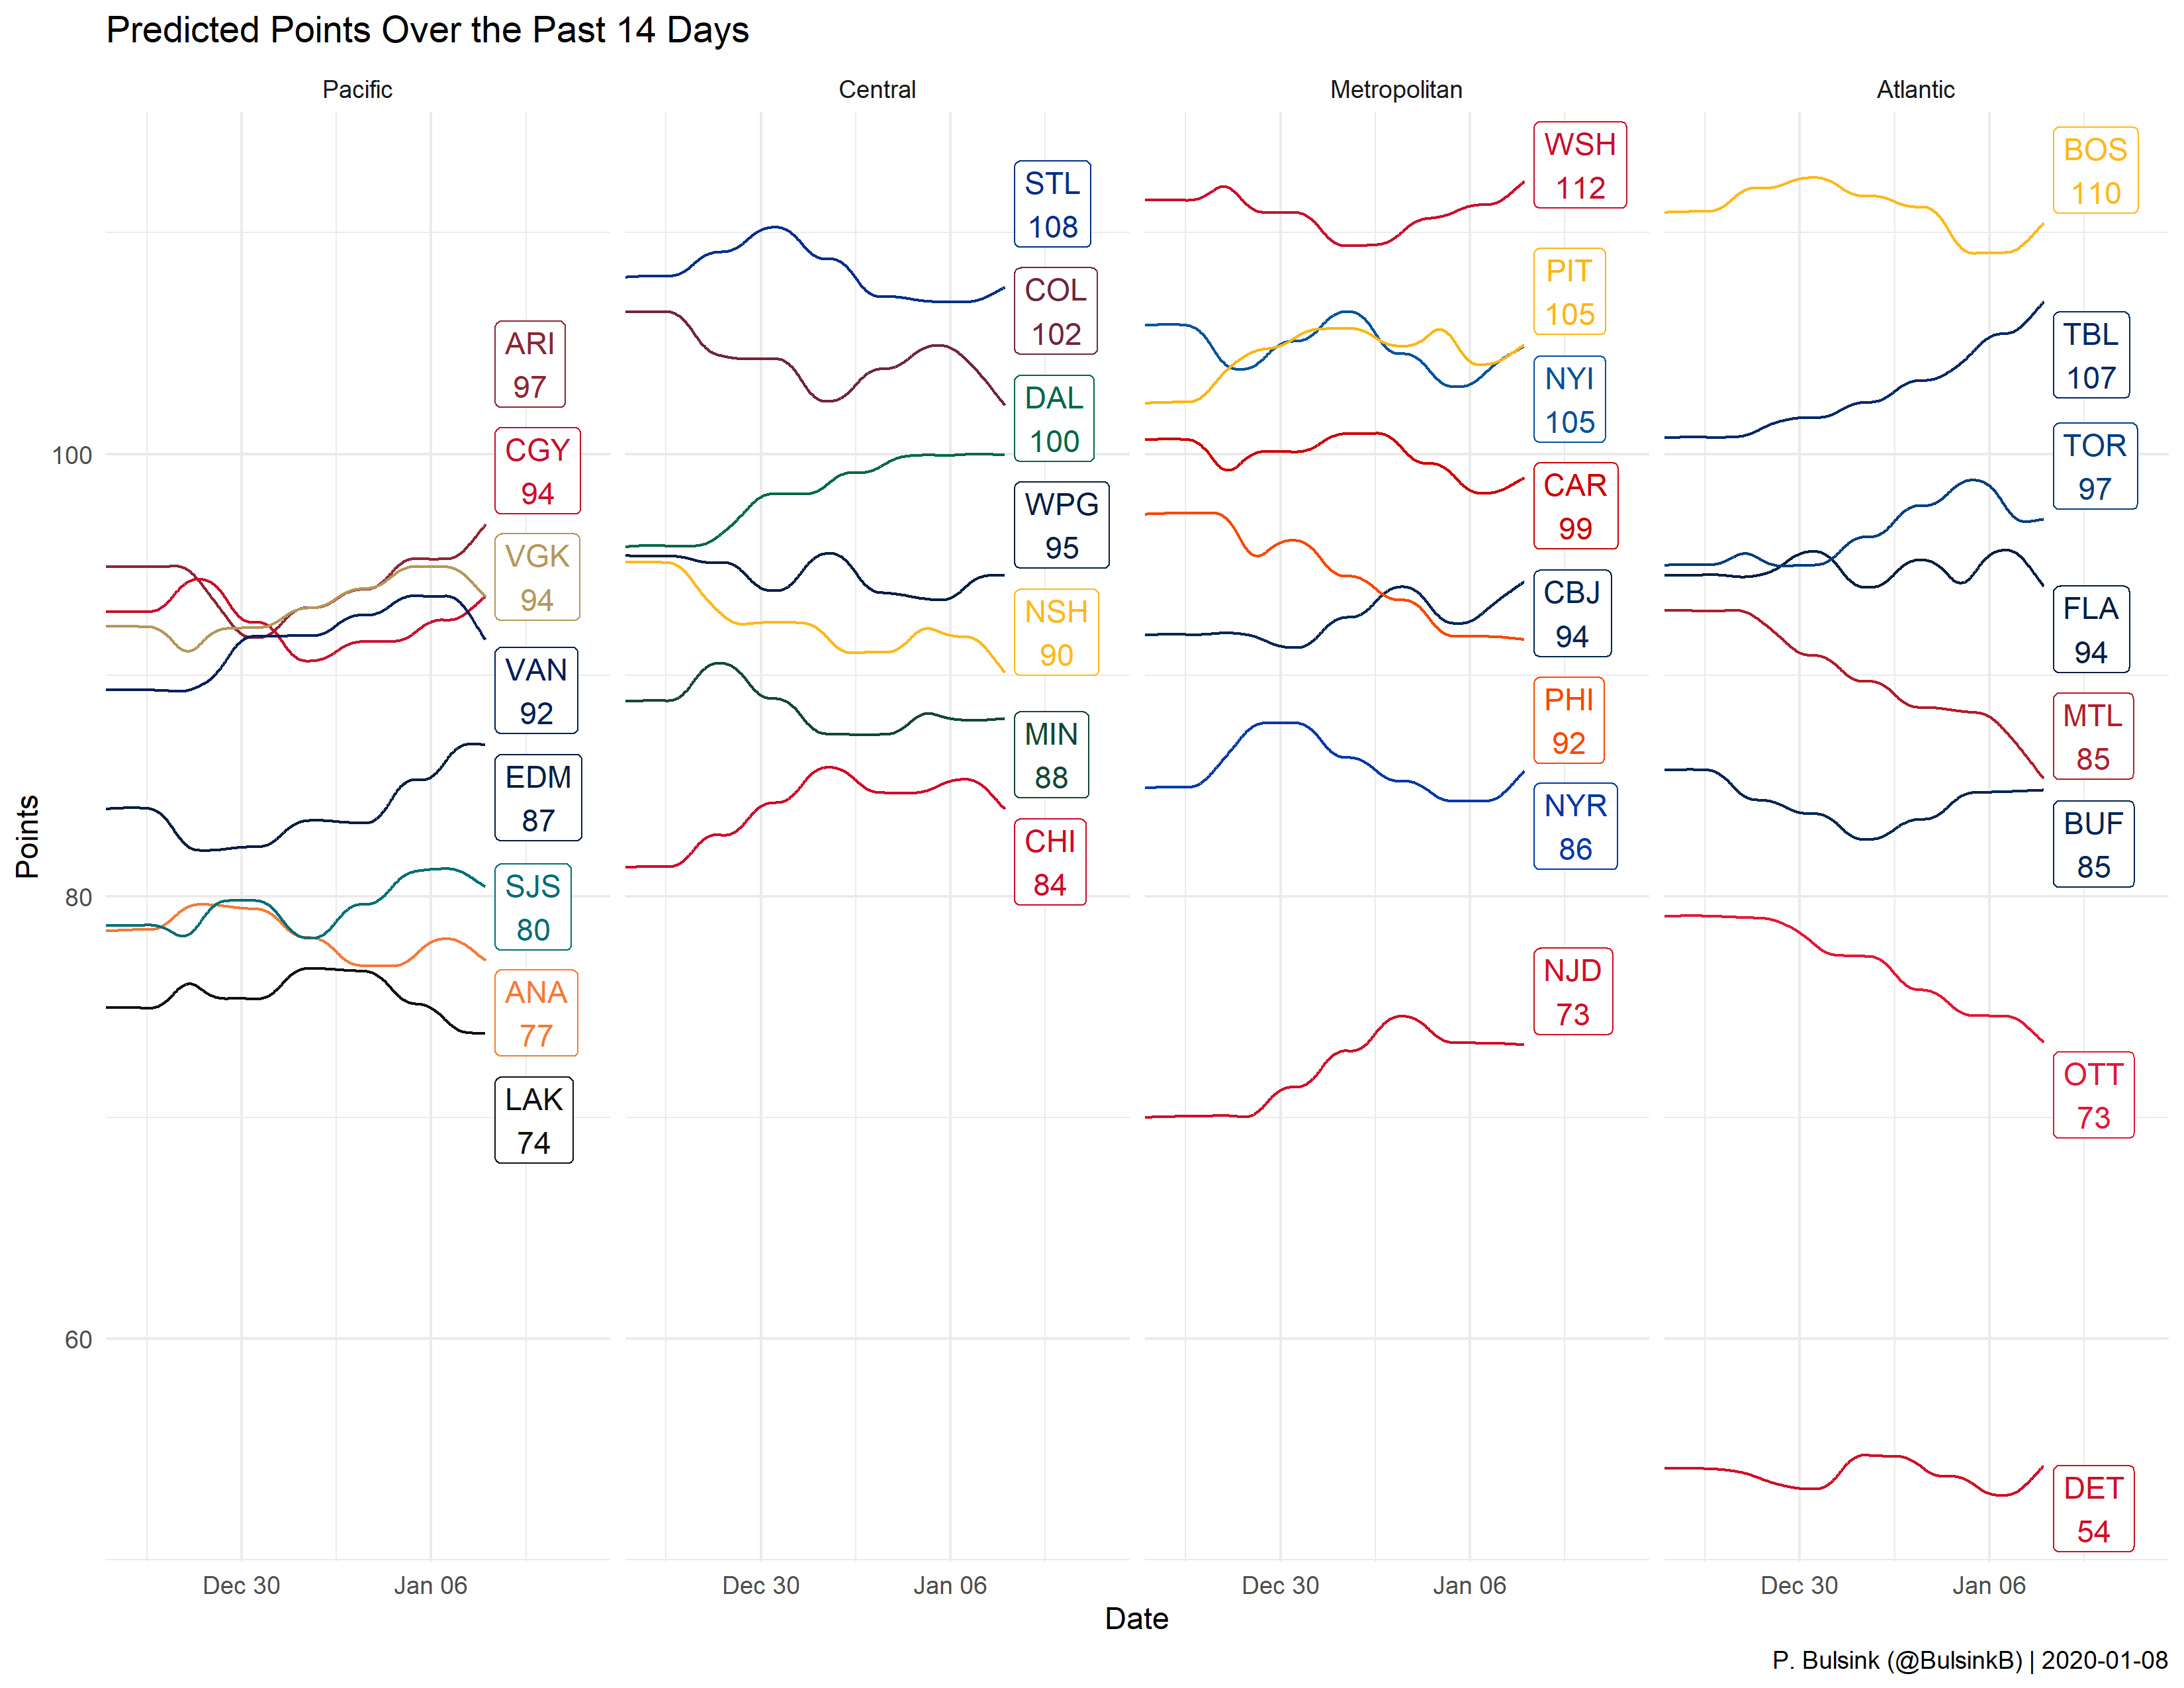 Predicted Points Over the Past 14 Days
Pacific
Central
Metropolitan
Atlantic
Points
100
80
60
ARI
97
CGY
94
VGK
94
VAN
92
EDM
87
SJS
80
ANA
77
LAK
74
STL
108
COL
102
DAL
100
WPG
95
NSH
90
MIN
88
CHI
84
WSH
112
PIT
105
NYI
105
CAR
99
CBJ
94
PHI
92
NYR
86
NJD
73
BOS
110
TBL
107
TOR
97
FLA
94
MTL
85
BUF
85
OTT
73
DET
54
Dec 30
Jan 06
Dec 30
Jan 06
Dec 30
Jan 06
Dec 30
Jan 06
Date
P. Bulsink (@BulsinkB) | 2020-01-08